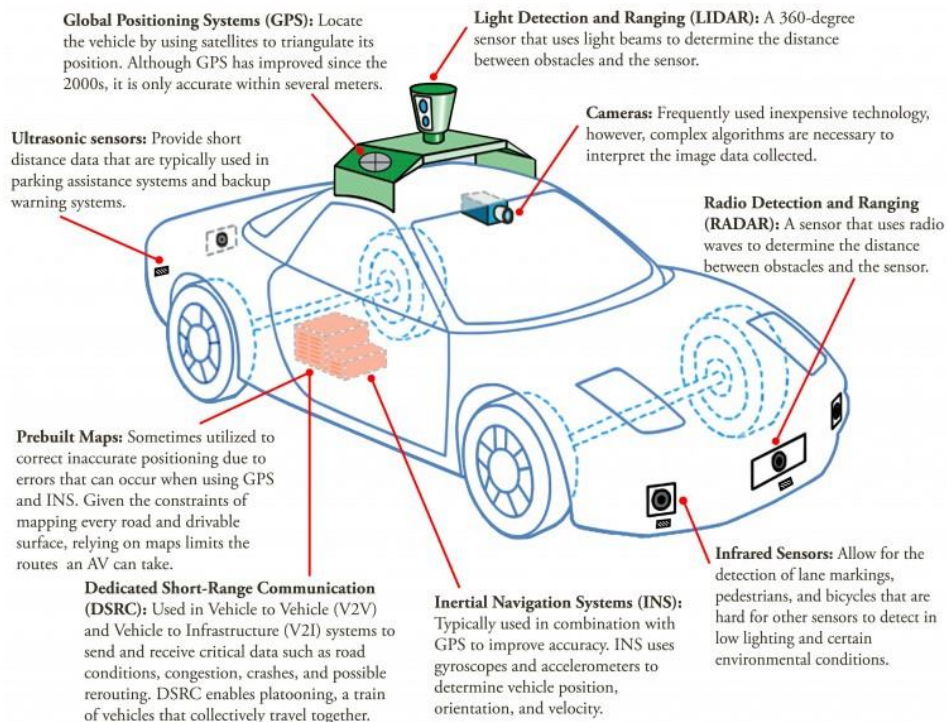 Global Positioning Systems (GPS): Locate
the vehicle by using satellites to triangulate its
position. Although GPS has improved since the
2000s, it is only accurate within several meters.
Light Detection and Ranging (LIDAR): A 360-degree
sensor that uses light beams to determine the distance
between obstacles and the sensor.
Cameras: Frequently used inexpensive technology,
however, complex algorithms are necessary to
interpret the image data collected.
Ultrasonic sensors: Provide short
distance data that are typically used in
parking assistance systems and backup
warning systems.
Radio Detection and Ranging
(RADAR): A sensor that uses radio
waves to determine the distance
between obstacles and the sensor.
Prebuilt Maps: Sometimes utilized to
correct inaccurate positioning due to
errors that can occur when using GPS
and INS. Given the constraints of
mapping every road and drivable
surface, relying on maps limits the
routes an AV can take.
Dedicated Short-Range Communication
(DSRC): Used in Vehicle to Vehicle (V2V)
and Vehicle to Infrastructure (V2I) systems to
send and receive critical data such as road
conditions, congestion, crashes, and possible
rerouting. DSRC enables platooning, a train
of vehicles that collectively travel together.
Inertial Navigation Systems (INS):
Typically used in combination with
GPS to improve accuracy. INS uses
gyroscopes and accelerometers to
determine vehicle position,
orientation, and velocity.
Infrared Sensors: Allow for the
detection of lane markings,
pedestrians, and bicycles that are
hard for other sensors to detect in
low lighting and certain
environmental conditions.